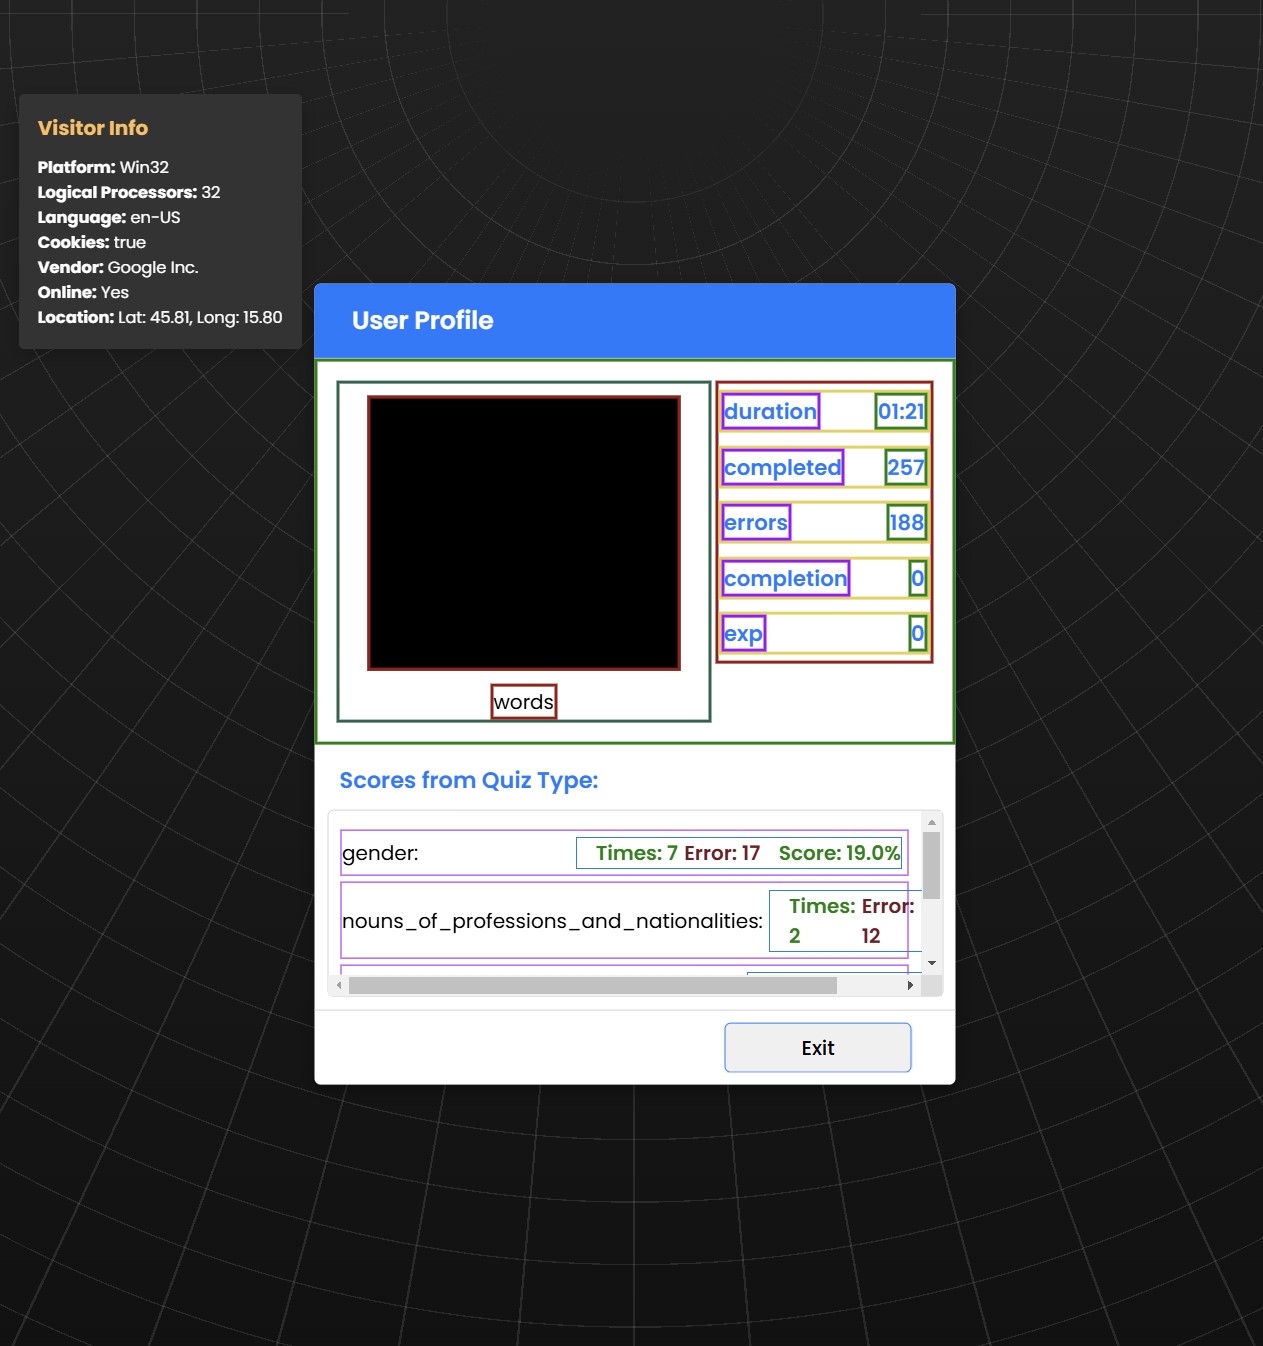 Visitor Info
Platform: Win32
Logical Processors: 32
Language: en-US
Cookies: true
Vendor: Google Inc.
Online: Yes
Location: Lat: 45.81, Long: 15.80
User Profile
duration 01:21
completed 257
errors 188
completion 0
exp 0
words
Scores from Quiz Type:
gender: Times: 7 Error: 17 Score: 19.0%
nouns_of_professions_and_nationalities: Times: 2 Error: 12
Exit